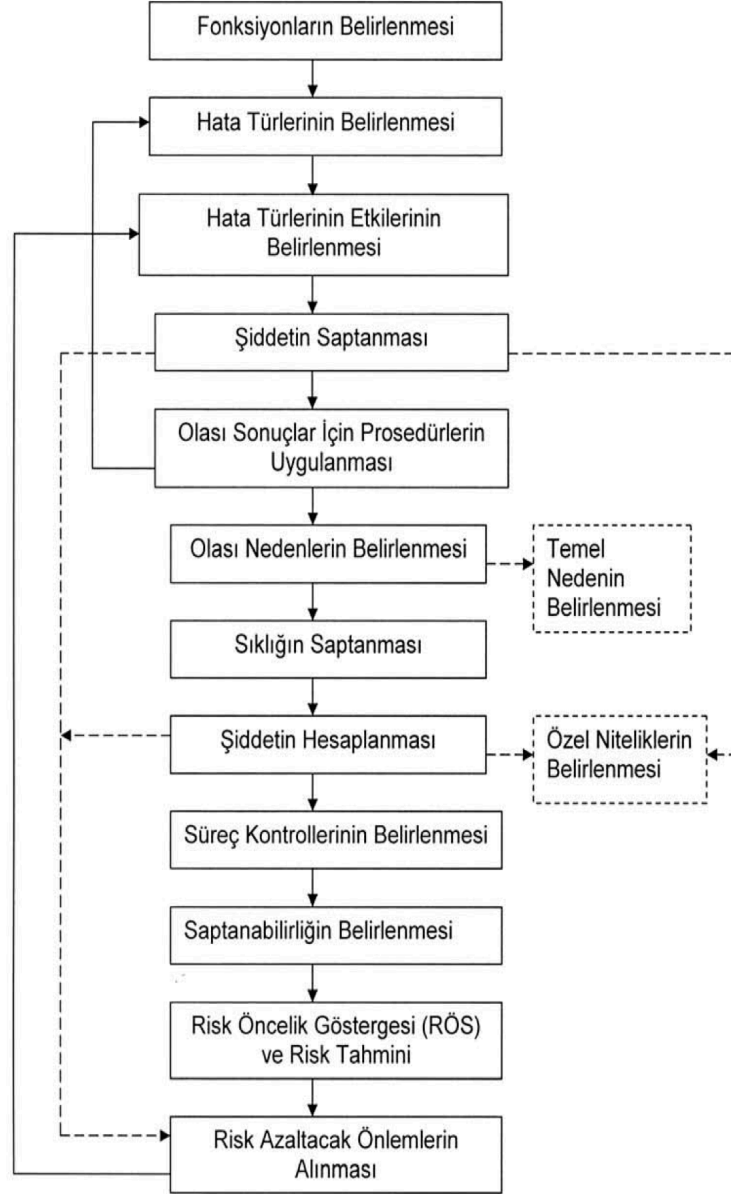 Fonksiyonların Belirlenmesi
Hata Türlerinin Belirlenmesi
Hata Türlerinin Etkilerinin
Belirlenmesi
Şiddetin Saptanması
Olası Sonuçlar İçin Prosedürlerin
Uygulanması
Olası Nedenlerin Belirlenmesi
Temel
Nedenin
Belirlenmesi
Sıklığın Saptanması
Şiddetin Hesaplanması
Özel Niteliklerin
Belirlenmesi
Süreç Kontrollerinin Belirlenmesi
Saptanabilirliğin Belirlenmesi
Risk Öncelik Göstergesi (RÖS)
ve Risk Tahmini
Risk Azaltacak Önlemlerin
Alınması